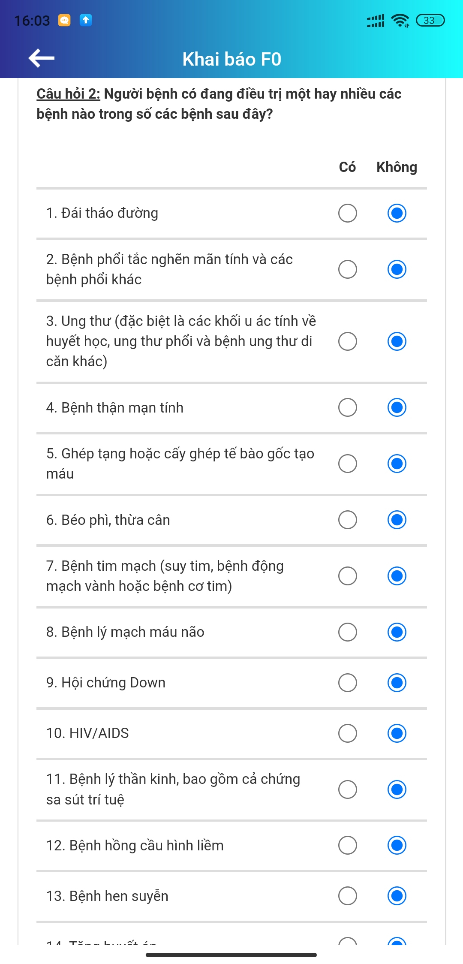 16:03
33
Khai báo F0
Câu hỏi 2: Người bệnh có đang điều trị một hay nhiều các
bệnh nào trong số các bệnh sau đây?
Có Không
1. Đái tháo đường
2. Bệnh phổi tắc nghẽn mãn tính và các
bệnh phổi khác
3. Ung thư (đặc biệt là các khối u ác tính về
huyết học, ung thư phổi và bệnh ung thư di
căn khác)
4. Bệnh thận mạn tính
5. Ghép tạng hoặc cấy ghép tế bào gốc tạo
máu
6. Béo phì, thừa cân
7. Bệnh tim mạch (suy tim, bệnh động
mạch vành hoặc bệnh cơ tim)
8. Bệnh lý mạch máu não
9. Hội chứng Down
10. HIV/AIDS
11. Bệnh lý thần kinh, bao gồm cả chứng
sa sút trí tuệ
12. Bệnh hồng cầu hình liềm
13. Bệnh hen suyễn
14. Tăng huyết áp